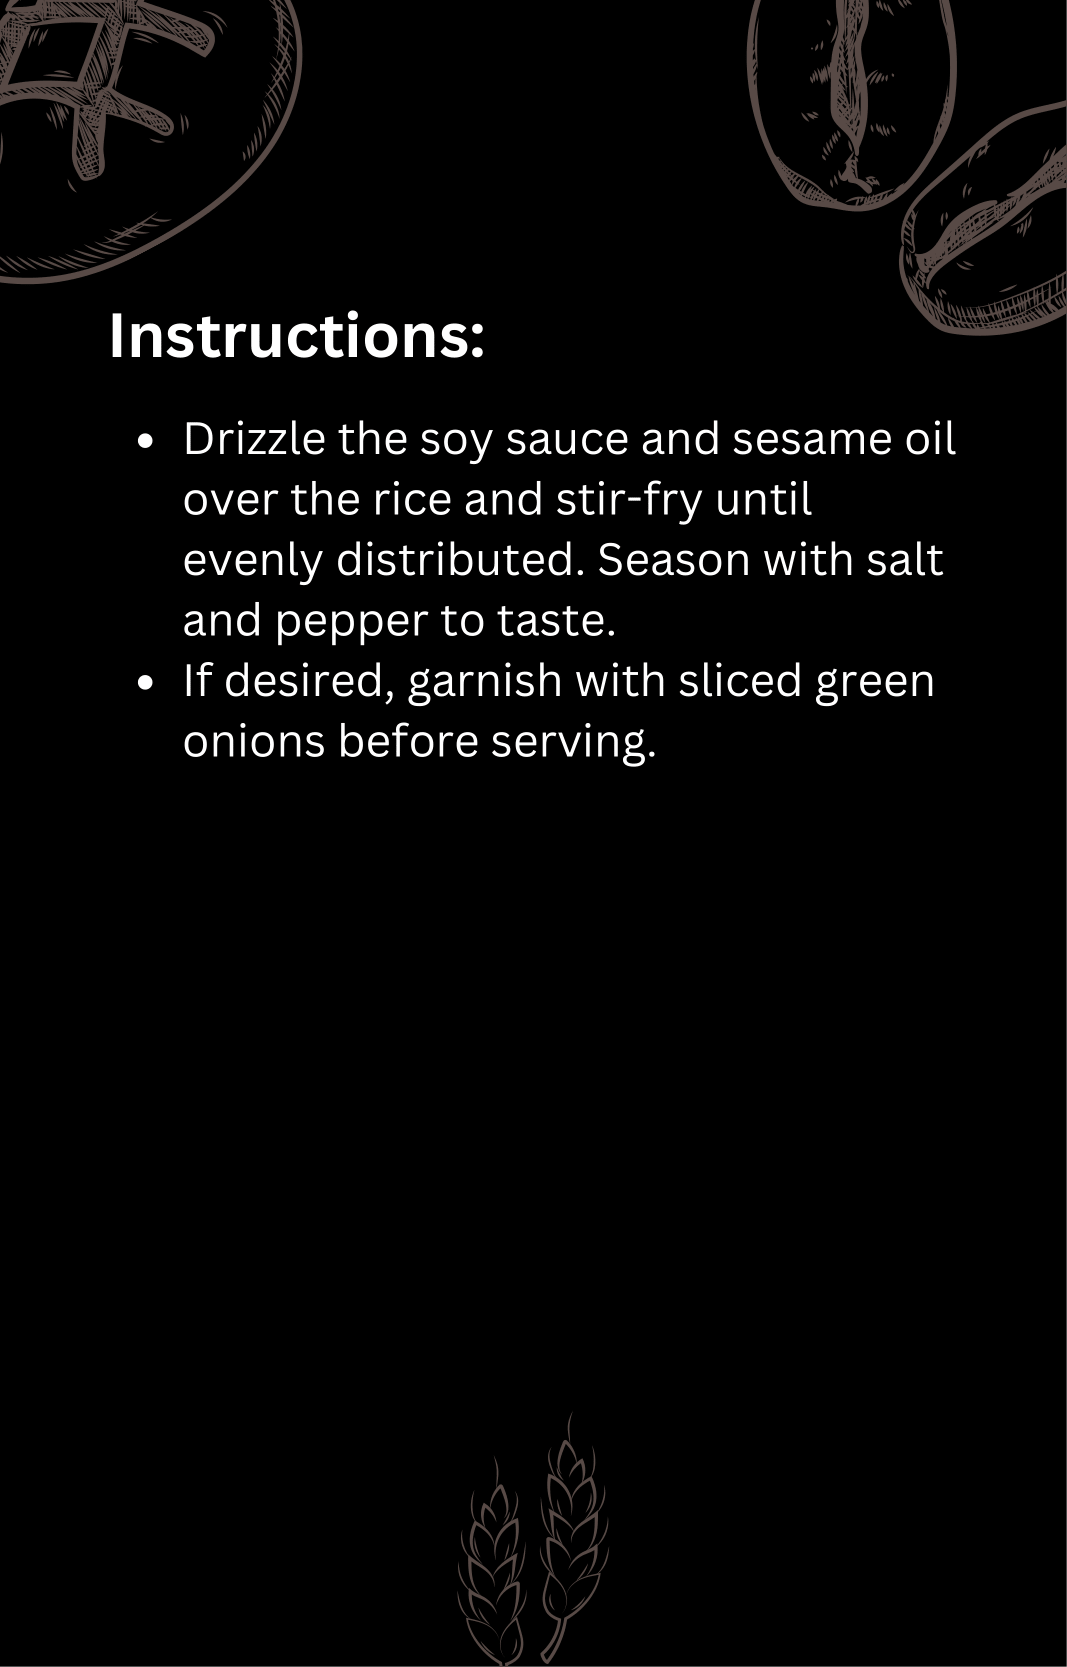 Instructions:
• Drizzle the soy sauce and sesame oil
over the rice and stir-fry until
evenly distributed. Season with salt
and pepper to taste.
• If desired, garnish with sliced green
onions before serving.